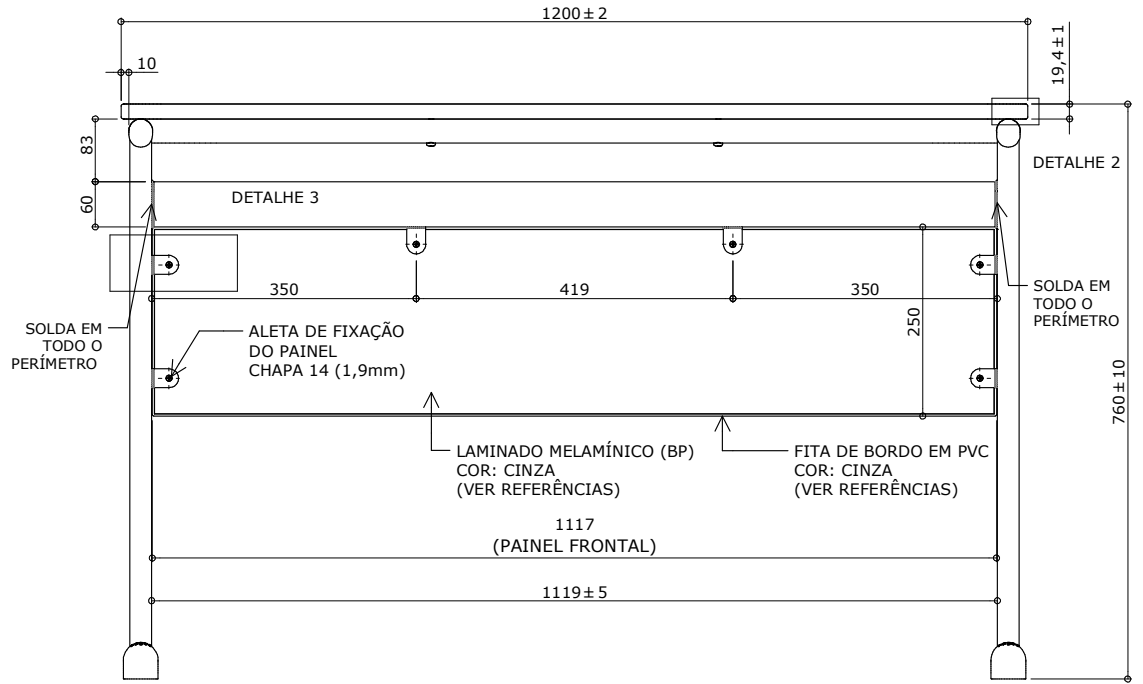 1200±2
10
19,4±1
83
DETALHE 2
60
DETALHE 3
350
419
350
250
SOLDA EM
TODO O
PERÍMETRO
SOLDA EM
TODO O
PERÍMETRO
ALETA DE FIXAÇÃO
DO PAINEL
CHAPA 14 (1,9mm)
760±10
LAMINADO MELAMÍNICO (BP)
COR: CINZA
(VER REFERÊNCIAS)
FITA DE BORDO EM PVC
COR: CINZA
(VER REFERÊNCIAS)
1117
(PAINEL FRONTAL)
1119±5